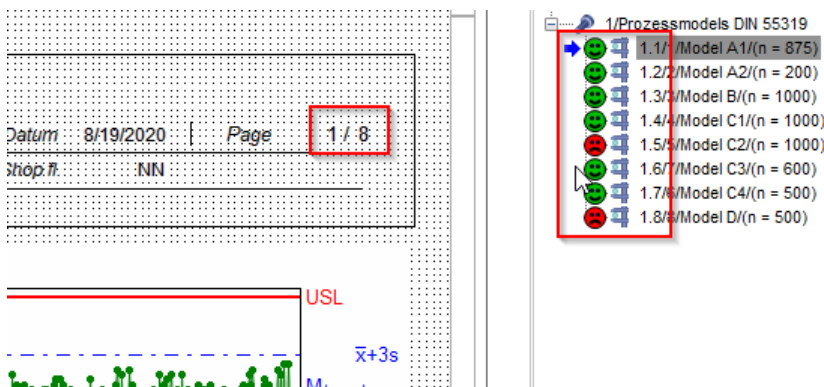 Datum 8/19/2020 | Page 1 / 8
Shop.fl. NN
USL
x̄+3s
1/Prozessmodels DIN 55319
1.1/1/Model A1/(n = 875)
1.2/2/Model A2/(n = 200)
1.3/3/Model B/(n = 1000)
1.4/4/Model C1/(n = 1000)
1.5/5/Model C2/(n = 1000)
1.6/7/Model C3/(n = 600)
1.7/6/Model C4/(n = 500)
1.8/8/Model D/(n = 500)